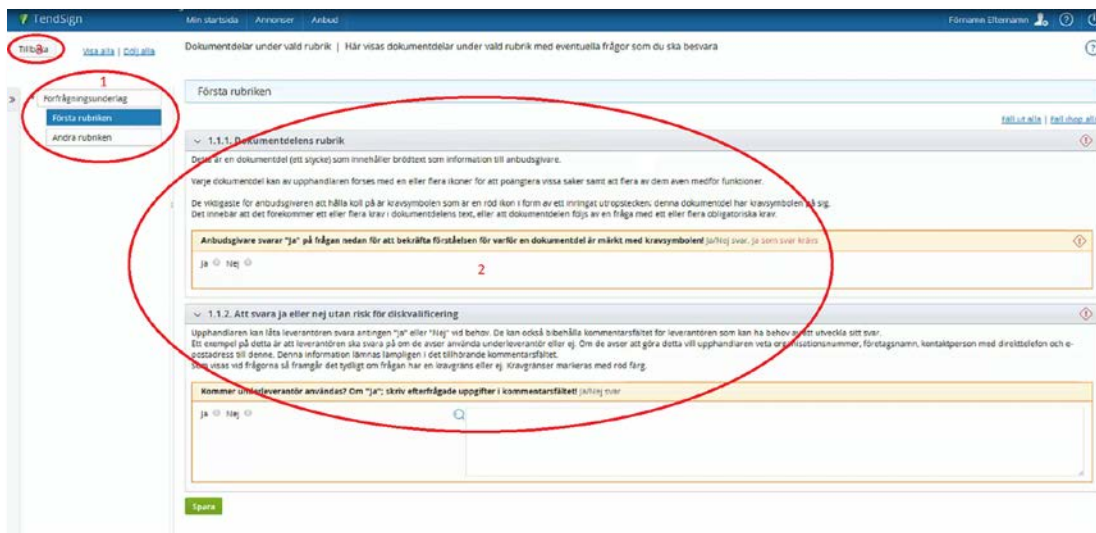 TendSign
Min startsida Annonser Anbud
Förnamn Efternamn
Tillbaka
3
Visa alla | Dölj alla
Dokumentdelar under vald rubrik | Här visas dokumentdelar under vald rubrik med eventuella frågor som du ska besvara
1
Förfrågningsunderlag
Första rubriken
Andra rubriken
Första rubriken
Fäll ut alla | Fäll ihop alla
1.1.1. Dokumentdelens rubrik
Detta är en dokumentdel (ett stycke) som innehåller brödtext som information till anbudsgivare.
Varje dokumentdel kan av upphandlaren förses med en eller flera ikoner för att poängtera vissa saker samt att flera av dem även medför funktioner.
De viktigaste för anbudsgivaren att hålla koll på är kravsymbolen som är en röd ikon i form av ett inringat utropstecken; denna dokumentdel har kravsymbolen på sig.
Det innebär att det förekommer ett eller flera krav i dokumentdelens text, eller att dokumentdelen följs av en fråga med ett eller flera obligatoriska krav.
Anbudsgivare svarar "Ja" på frågan nedan för att bekräfta förståelsen för varför en dokumentdel är märkt med kravsymbolen! Ja/Nej svar, ja som svar krävs
Ja Nej
2
1.1.2. Att svara ja eller nej utan risk för diskvalificering
Upphandlaren kan låta leverantören svara antingen "Ja" eller "Nej" vid behov. De kan också bibehålla kommentarsfältet för leverantören som kan ha behov av att utveckla sitt svar.
Ett exempel på detta är att leverantören ska svara på om de avser använda underleverantör eller ej. Om de avser att göra detta vill upphandlaren veta organisationsnummer, företagsnamn, kontaktperson med direkttelefon och e-
postadress till denne. Denna information lämnas lämpligen i det tillhörande kommentarsfältet.
Som visas vid frågorna så framgår det tydligt om frågan har en kravgräns eller ej. Kravgränser markeras med röd färg.
Kommer underleverantör användas? Om "Ja"; skriv efterfrågade uppgifter i kommentarsfältet! Ja/Nej svar
Ja Nej
Spara